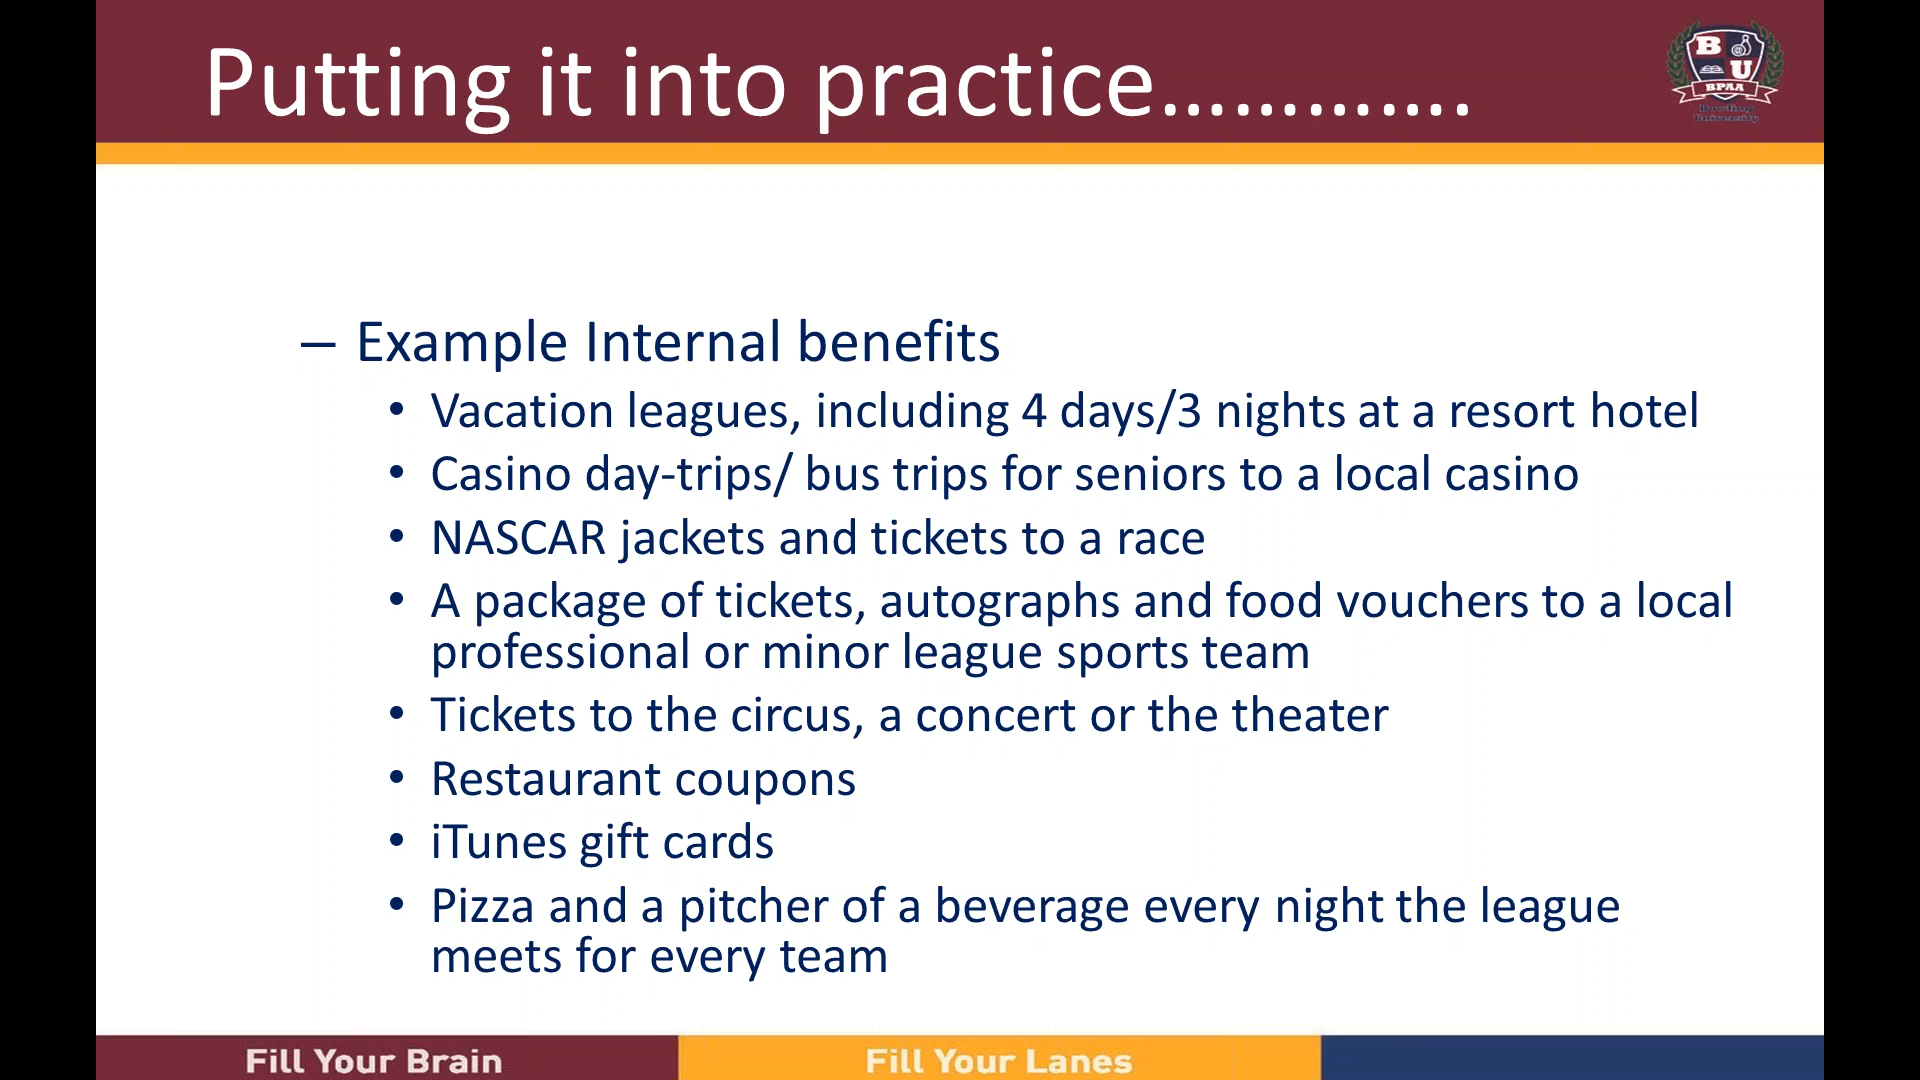 Putting it into practice.............
B
U
BPAA
Bowling
University
– Example Internal benefits
• Vacation leagues, including 4 days/3 nights at a resort hotel
• Casino day-trips/ bus trips for seniors to a local casino
• NASCAR jackets and tickets to a race
• A package of tickets, autographs and food vouchers to a local
professional or minor league sports team
• Tickets to the circus, a concert or the theater
• Restaurant coupons
• iTunes gift cards
• Pizza and a pitcher of a beverage every night the league
meets for every team
Fill Your Brain
Fill Your Lanes